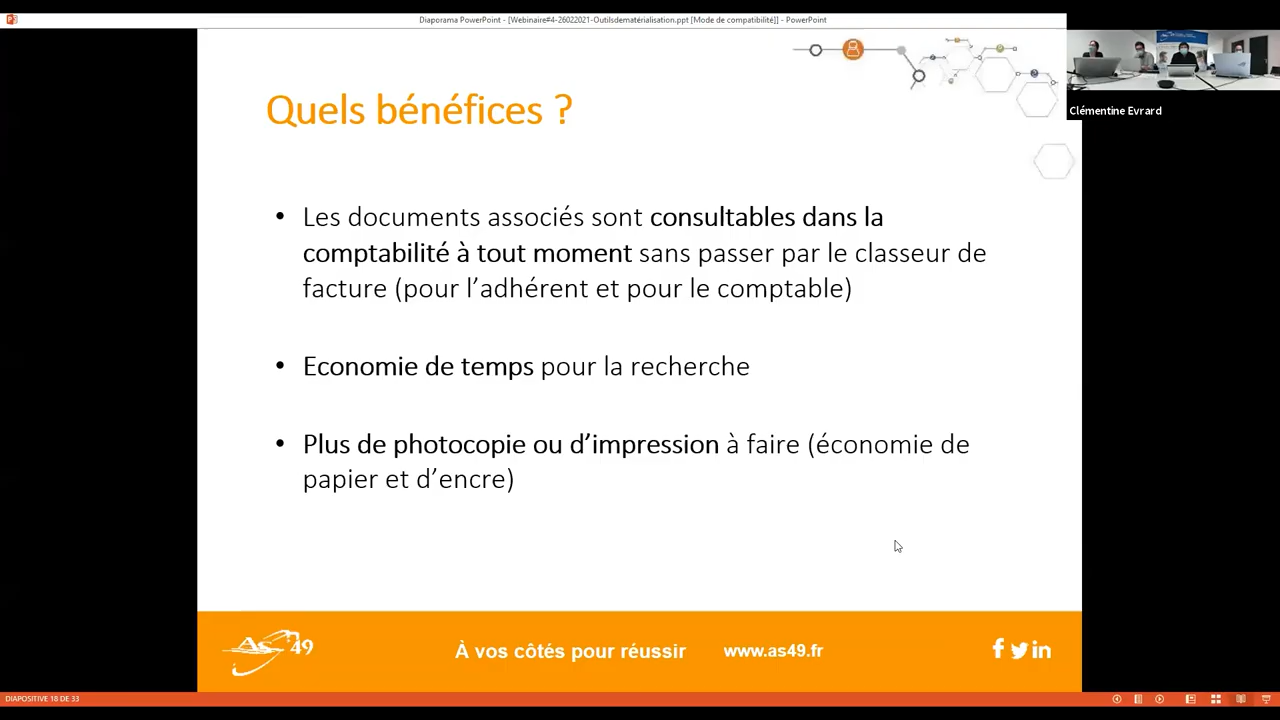 Diaporama PowerPoint - [Webinaire#4-26022021-Outilsdematérialisation.ppt [Mode de compatibilité]] - PowerPoint
Clémentine Evrard
Quels bénéfices ?
• Les documents associés sont consultables dans la
comptabilité à tout moment sans passer par le classeur de
facture (pour l’adhérent et pour le comptable)
• Economie de temps pour la recherche
• Plus de photocopie ou d’impression à faire (économie de
papier et d’encre)
As 49
À vos côtés pour réussir
www.as49.fr
DIAPOSITIVE 18 DE 33